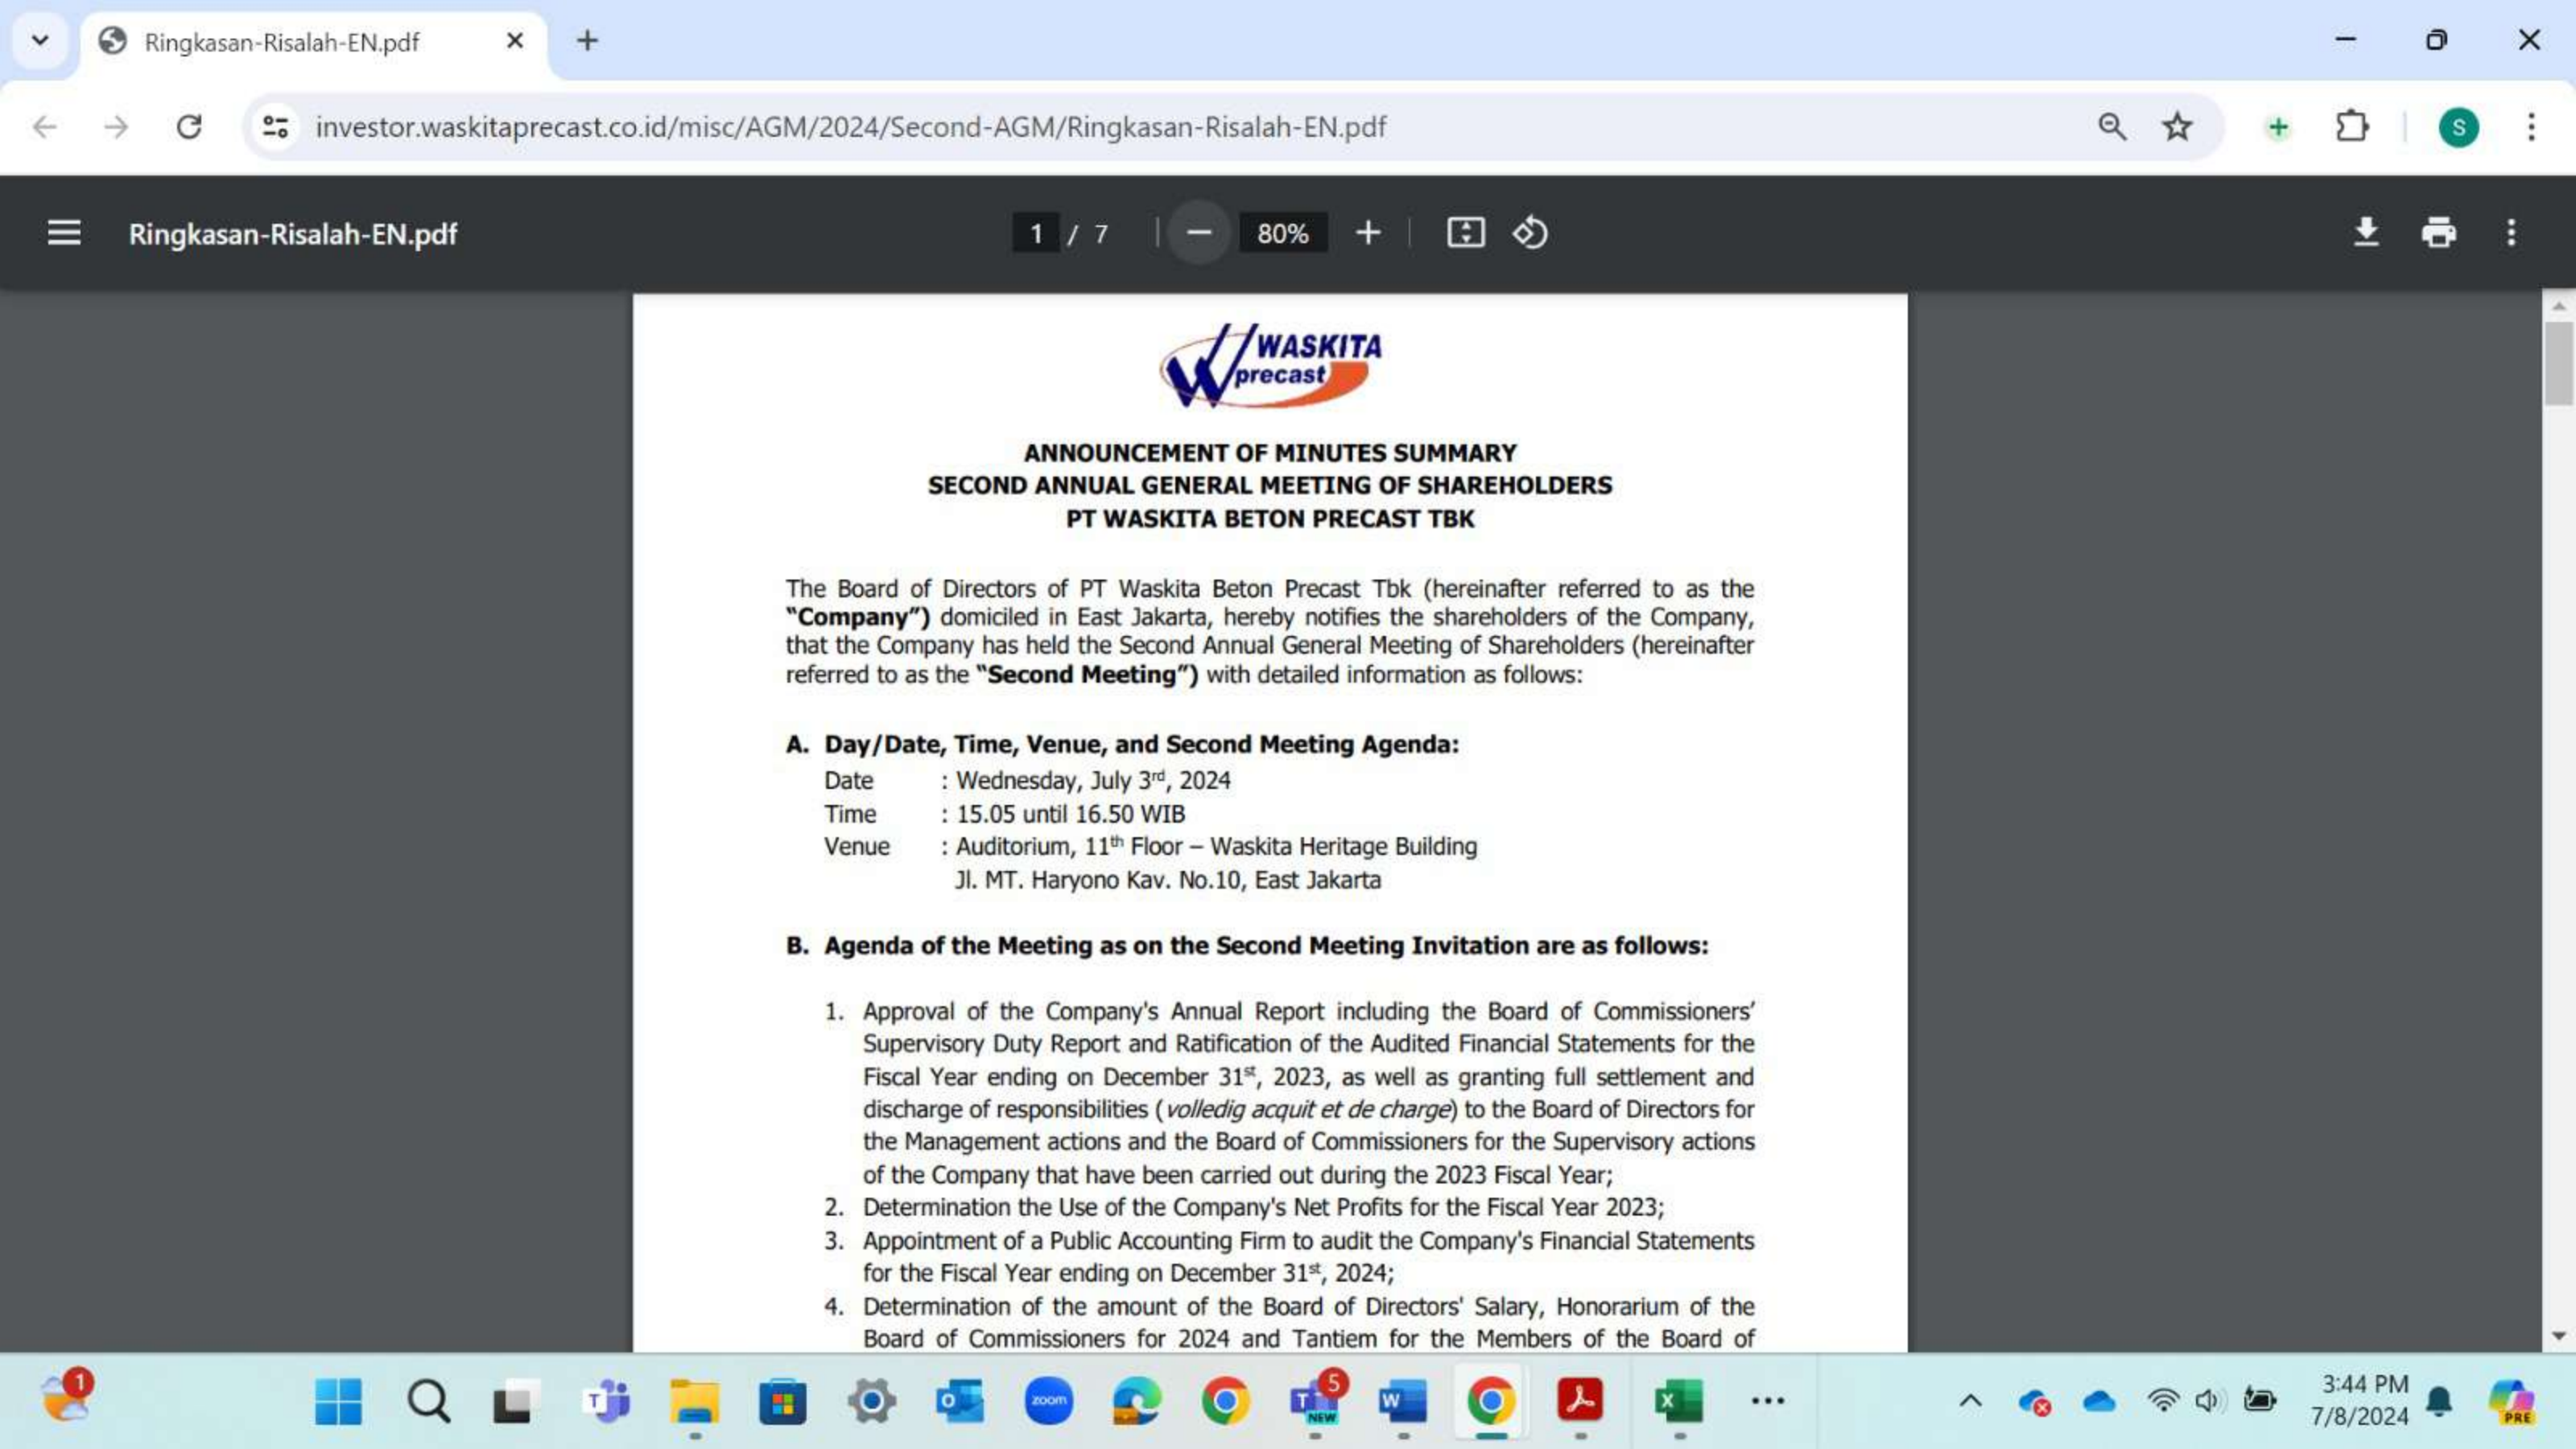 Ringkasan-Risalah-EN.pdf
investor.waskitaprecast.co.id/misc/AGM/2024/Second-AGM/Ringkasan-Risalah-EN.pdf
S
Ringkasan-Risalah-EN.pdf
1 / 7
80%
WASKITA
precast
ANNOUNCEMENT OF MINUTES SUMMARY
SECOND ANNUAL GENERAL MEETING OF SHAREHOLDERS
PT WASKITA BETON PRECAST TBK
The Board of Directors of PT Waskita Beton Precast Tbk (hereinafter referred to as the
“Company”) domiciled in East Jakarta, hereby notifies the shareholders of the Company,
that the Company has held the Second Annual General Meeting of Shareholders (hereinafter
referred to as the “Second Meeting”) with detailed information as follows:
A. Day/Date, Time, Venue, and Second Meeting Agenda:
Date : Wednesday, July 3rd, 2024
Time : 15.05 until 16.50 WIB
Venue : Auditorium, 11th Floor – Waskita Heritage Building
Jl. MT. Haryono Kav. No.10, East Jakarta
B. Agenda of the Meeting as on the Second Meeting Invitation are as follows:
1. Approval of the Company's Annual Report including the Board of Commissioners’
Supervisory Duty Report and Ratification of the Audited Financial Statements for the
Fiscal Year ending on December 31st, 2023, as well as granting full settlement and
discharge of responsibilities (volledig acquit et de charge) to the Board of Directors for
the Management actions and the Board of Commissioners for the Supervisory actions
of the Company that have been carried out during the 2023 Fiscal Year;
2. Determination the Use of the Company's Net Profits for the Fiscal Year 2023;
3. Appointment of a Public Accounting Firm to audit the Company's Financial Statements
for the Fiscal Year ending on December 31st, 2024;
4. Determination of the amount of the Board of Directors' Salary, Honorarium of the
Board of Commissioners for 2024 and Tantiem for the Members of the Board of
1
zoom
5
NEW
3:44 PM
7/8/2024
PRE